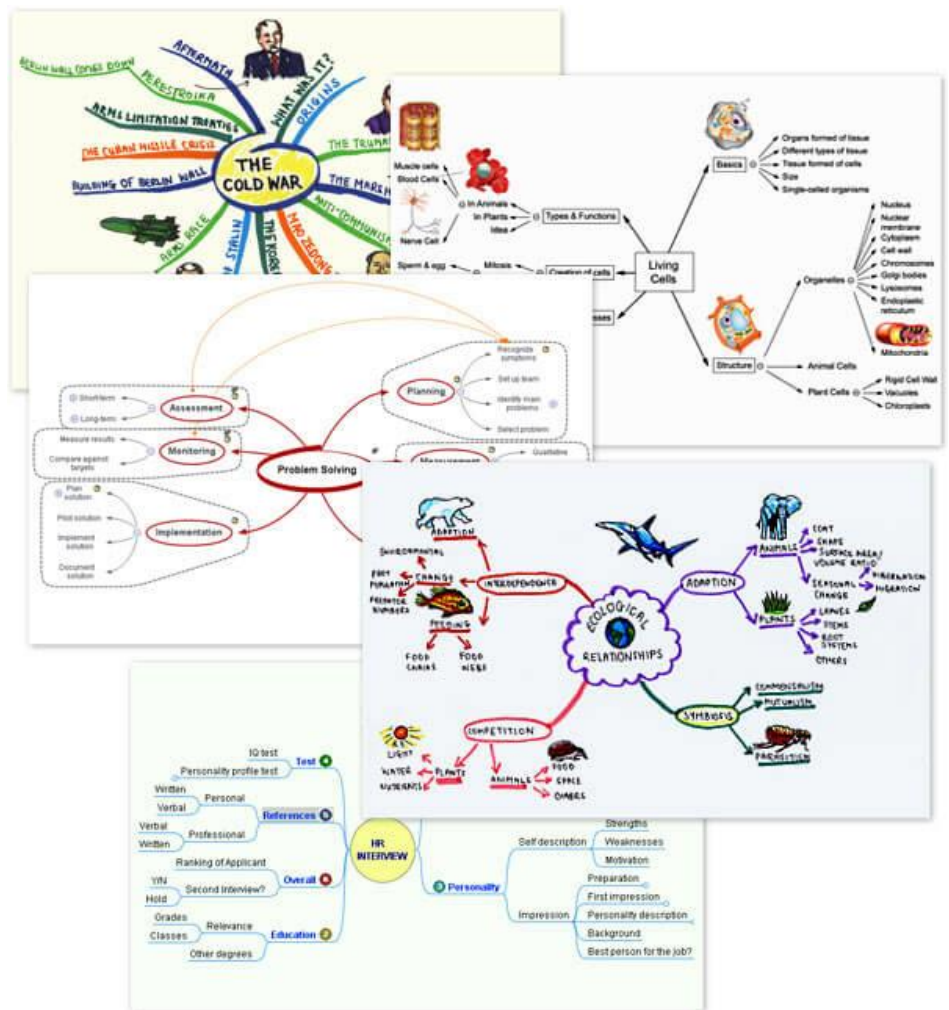 AFTERMATH
BERLIN WALL COMES DOWN
PERESTROIKA
WHAT WAS IT?
ORIGINS
ARMS LIMITATION TREATIES
THE CUBAN MISSILE CRISIS
BUILDING OF BERLIN WALL
ARMS RACE
THE
COLD WAR
THE
THE
ANTI-COMMUNISM
MAO ZEDONG
OF STALIN
THE
Muscle cells
Blood Cells
Nerve Cell
In Animals
In Plants
Idea
Types & Functions
Sperm & egg
Mitosis
Creation of cells
Living
Cells
Basics
Organs formed of tissue
Different types of tissue
Tissue formed of cells
Size
Single-celled organisms
Structure
Organelles
Nucleus
Nuclear
membrane
Cytoplasm
Cell wall
Chromosomes
Golgi bodies
Lysosomes
Endoplastic
reticulum
Mitochondria
Animal Cells
Plant Cells
Rigid Cell Wall
Vacuoles
Chloroplasts
Problem Solving
Assessment
Short-term
Long-term
Monitoring
Measure results
Compare against
targets
Implementation
Plan
solution
Pilot solution
Implement
solution
Document
solution
Planning
Recognize
symptoms
Set up team
Identify main
problems
Select problem
Measurement
Qualitative
ECOLOGICAL
RELATIONSHIPS
INTERDEPENDENCE
ADAPTION
CHANGE
ENVIRONMENTAL
PREY
POPULATION
PREDATOR
NUMBERS
FEEDING
FOOD
CHAINS
FOOD
WEBS
ADAPTION
ANIMALS
COAT
SHAPE
SURFACE AREA/
VOLUME RATIO
SEASONAL
CHANGE
HIBERNATION
MIGRATION
PLANTS
LEAVES
STEMS
ROOT
SYSTEMS
OTHERS
SYMBIOSIS
COMMENSALISM
MUTUALISM
PARASITISM
COMPETITION
PLANTS
LIGHT
WATER
NUTRIENTS
ANIMALS
FOOD
SPACE
OTHERS
HR
INTERVIEW
Test
IQ test
Personality profile test
References
Personal
Written
Verbal
Professional
Verbal
Written
Overall
Ranking of Applicant
Second Interview?
Y/N
Hold
Education
Relevance
Grades
Classes
Other degrees
Personality
Self description
Strengths
Weaknesses
Motivation
Impression
Preparation
First impression
Personality description
Background
Best person for the job?